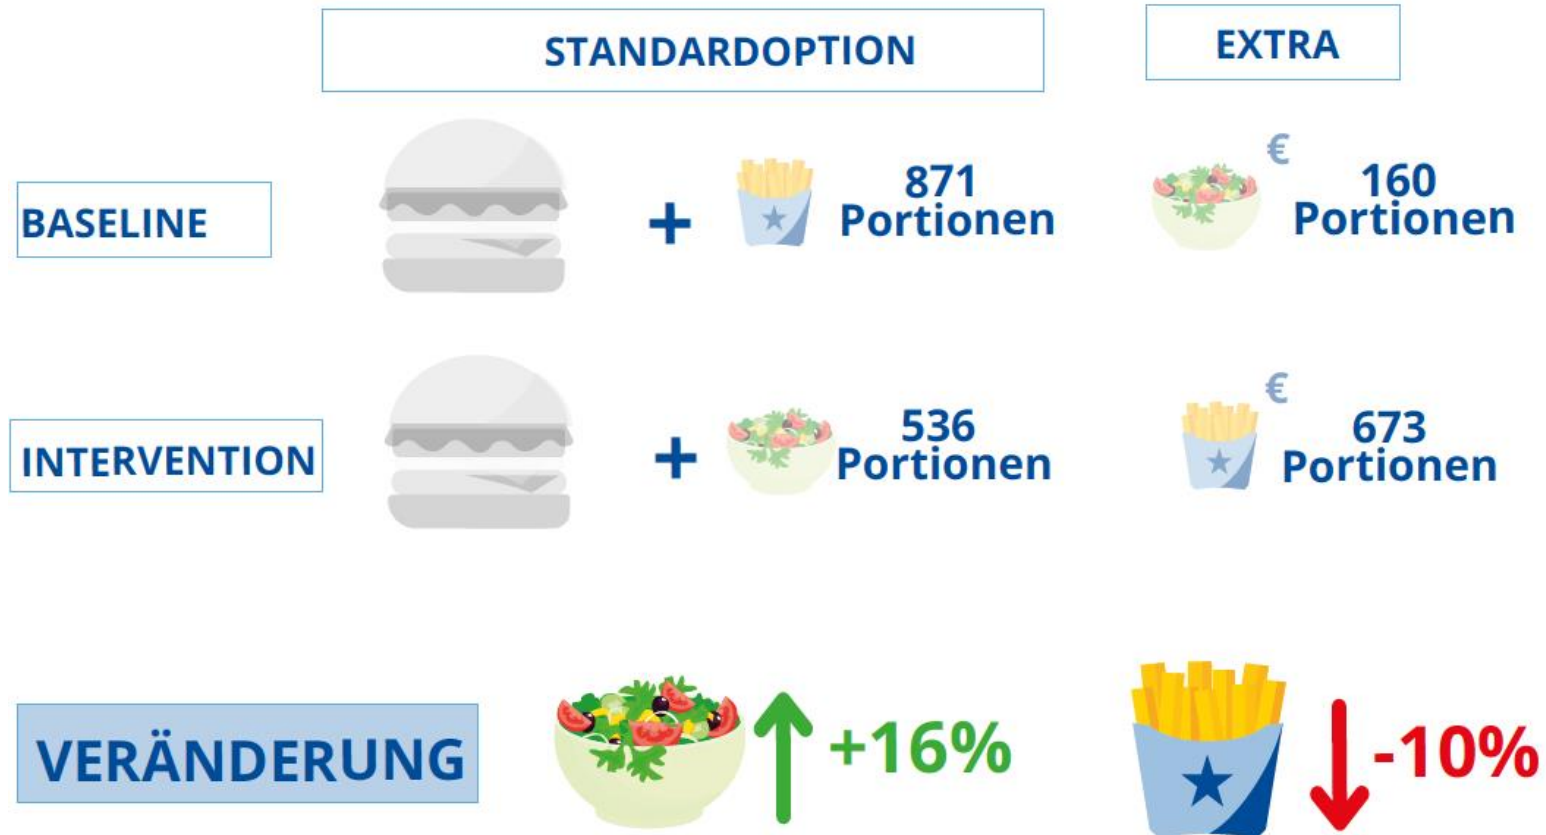 STANDARDOPTION
EXTRA
BASELINE
+
871
Portionen
€
160
Portionen
INTERVENTION
+
536
Portionen
€
673
Portionen
VERÄNDERUNG
+16%
-10%